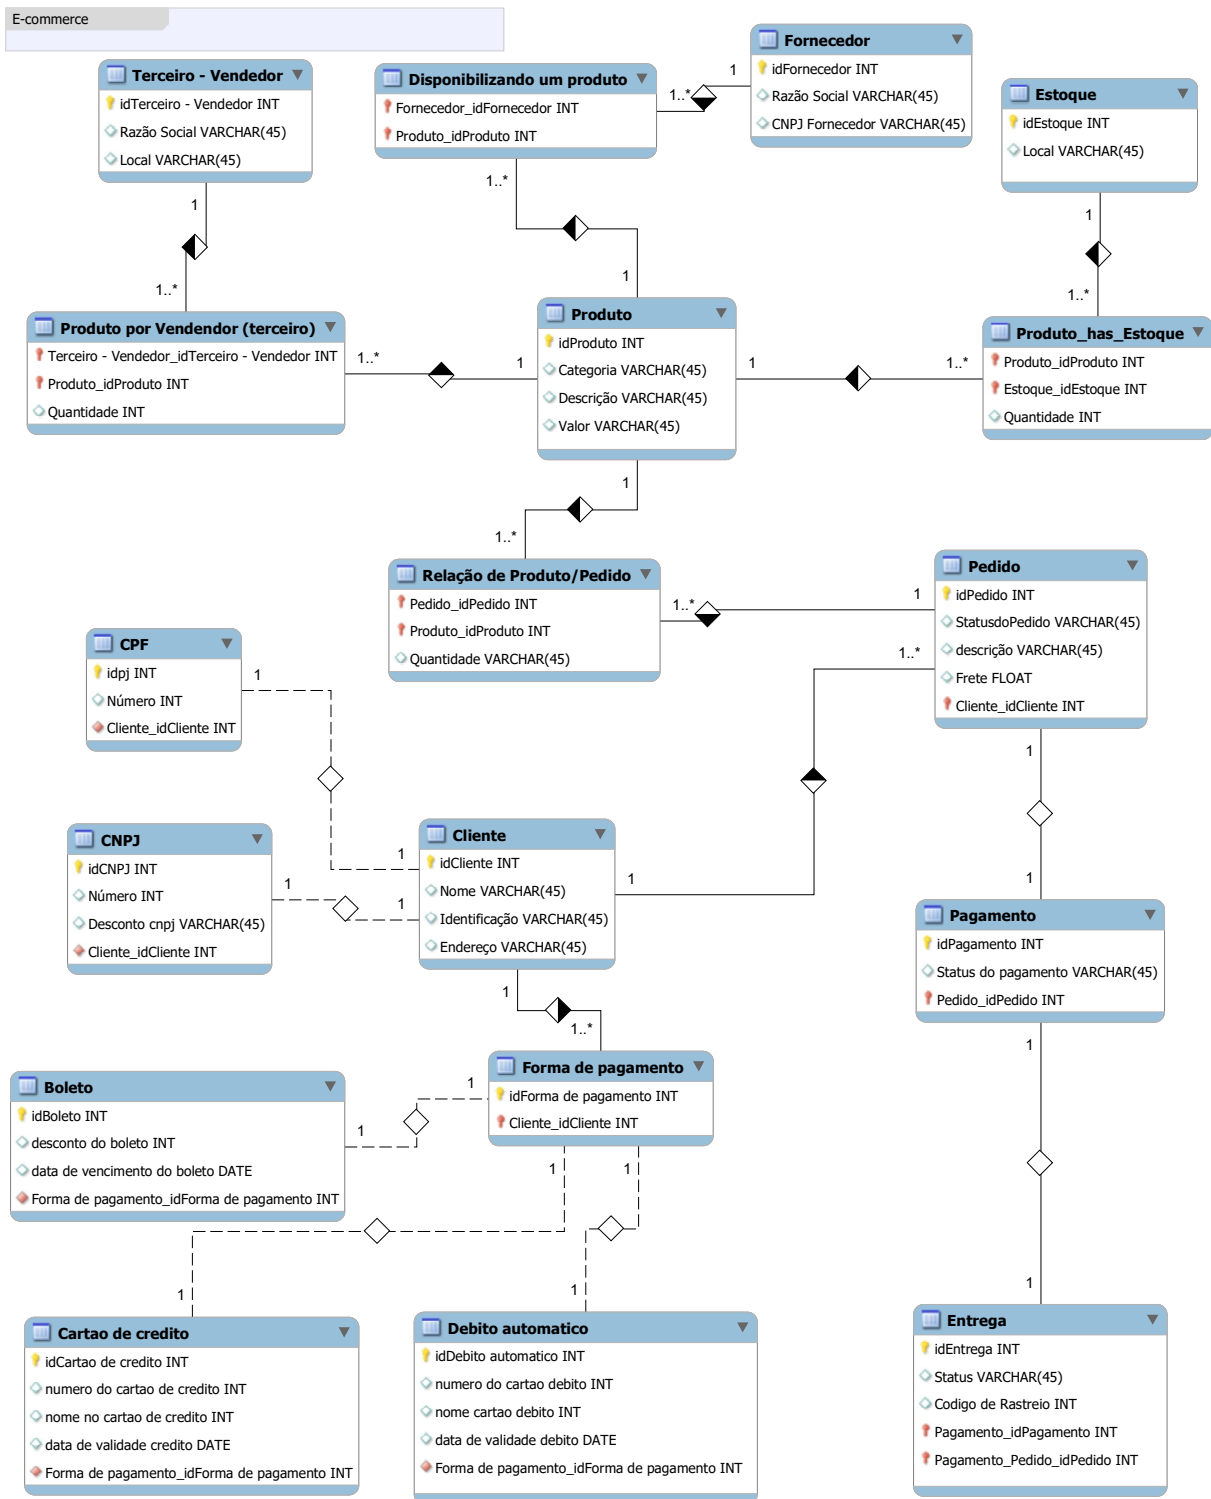 E-commerce
Terceiro - Vendedor
idTerceiro - Vendedor INT
Razão Social VARCHAR(45)
Local VARCHAR(45)
1
1..*
Disponibilizando um produto
Fornecedor_idFornecedor INT
Produto_idProduto INT
1..*
1
1..*
1
Fornecedor
idFornecedor INT
Razão Social VARCHAR(45)
CNPJ Fornecedor VARCHAR(45)
Estoque
idEstoque INT
Local VARCHAR(45)
1
1..*
Produto por Vendendor (terceiro)
Terceiro - Vendedor_idTerceiro - Vendedor INT
Produto_idProduto INT
Quantidade INT
1..*
1
Produto
idProduto INT
Categoria VARCHAR(45)
Descrição VARCHAR(45)
Valor VARCHAR(45)
1
1..*
Produto_has_Estoque
Produto_idProduto INT
Estoque_idEstoque INT
Quantidade INT
1
1..*
Relação de Produto/Pedido
Pedido_idPedido INT
Produto_idProduto INT
Quantidade VARCHAR(45)
1..*
1
Pedido
idPedido INT
StatusdoPedido VARCHAR(45)
descrição VARCHAR(45)
Frete FLOAT
Cliente_idCliente INT
1..*
1
CPF
idpj INT
Número INT
Cliente_idCliente INT
1
1
CNPJ
idCNPJ INT
Número INT
Desconto cnpj VARCHAR(45)
Cliente_idCliente INT
1
1
Cliente
idCliente INT
Nome VARCHAR(45)
Identificação VARCHAR(45)
Endereço VARCHAR(45)
1
1
1..*
1
Pagamento
idPagamento INT
Status do pagamento VARCHAR(45)
Pedido_idPedido INT
1
Boleto
idBoleto INT
desconto do boleto INT
data de vencimento do boleto DATE
Forma de pagamento_idForma de pagamento INT
1
1
Forma de pagamento
idForma de pagamento INT
Cliente_idCliente INT
1
1
1
1
1
Cartao de credito
idCartao de credito INT
numero do cartao de credito INT
nome no cartao de credito INT
data de validade credito DATE
Forma de pagamento_idForma de pagamento INT
Debito automatico
idDebito automatico INT
numero do cartao debito INT
nome cartao debito INT
data de validade debito DATE
Forma de pagamento_idForma de pagamento INT
Entrega
idEntrega INT
Status VARCHAR(45)
Codigo de Rastreio INT
Pagamento_idPagamento INT
Pagamento_Pedido_idPedido INT